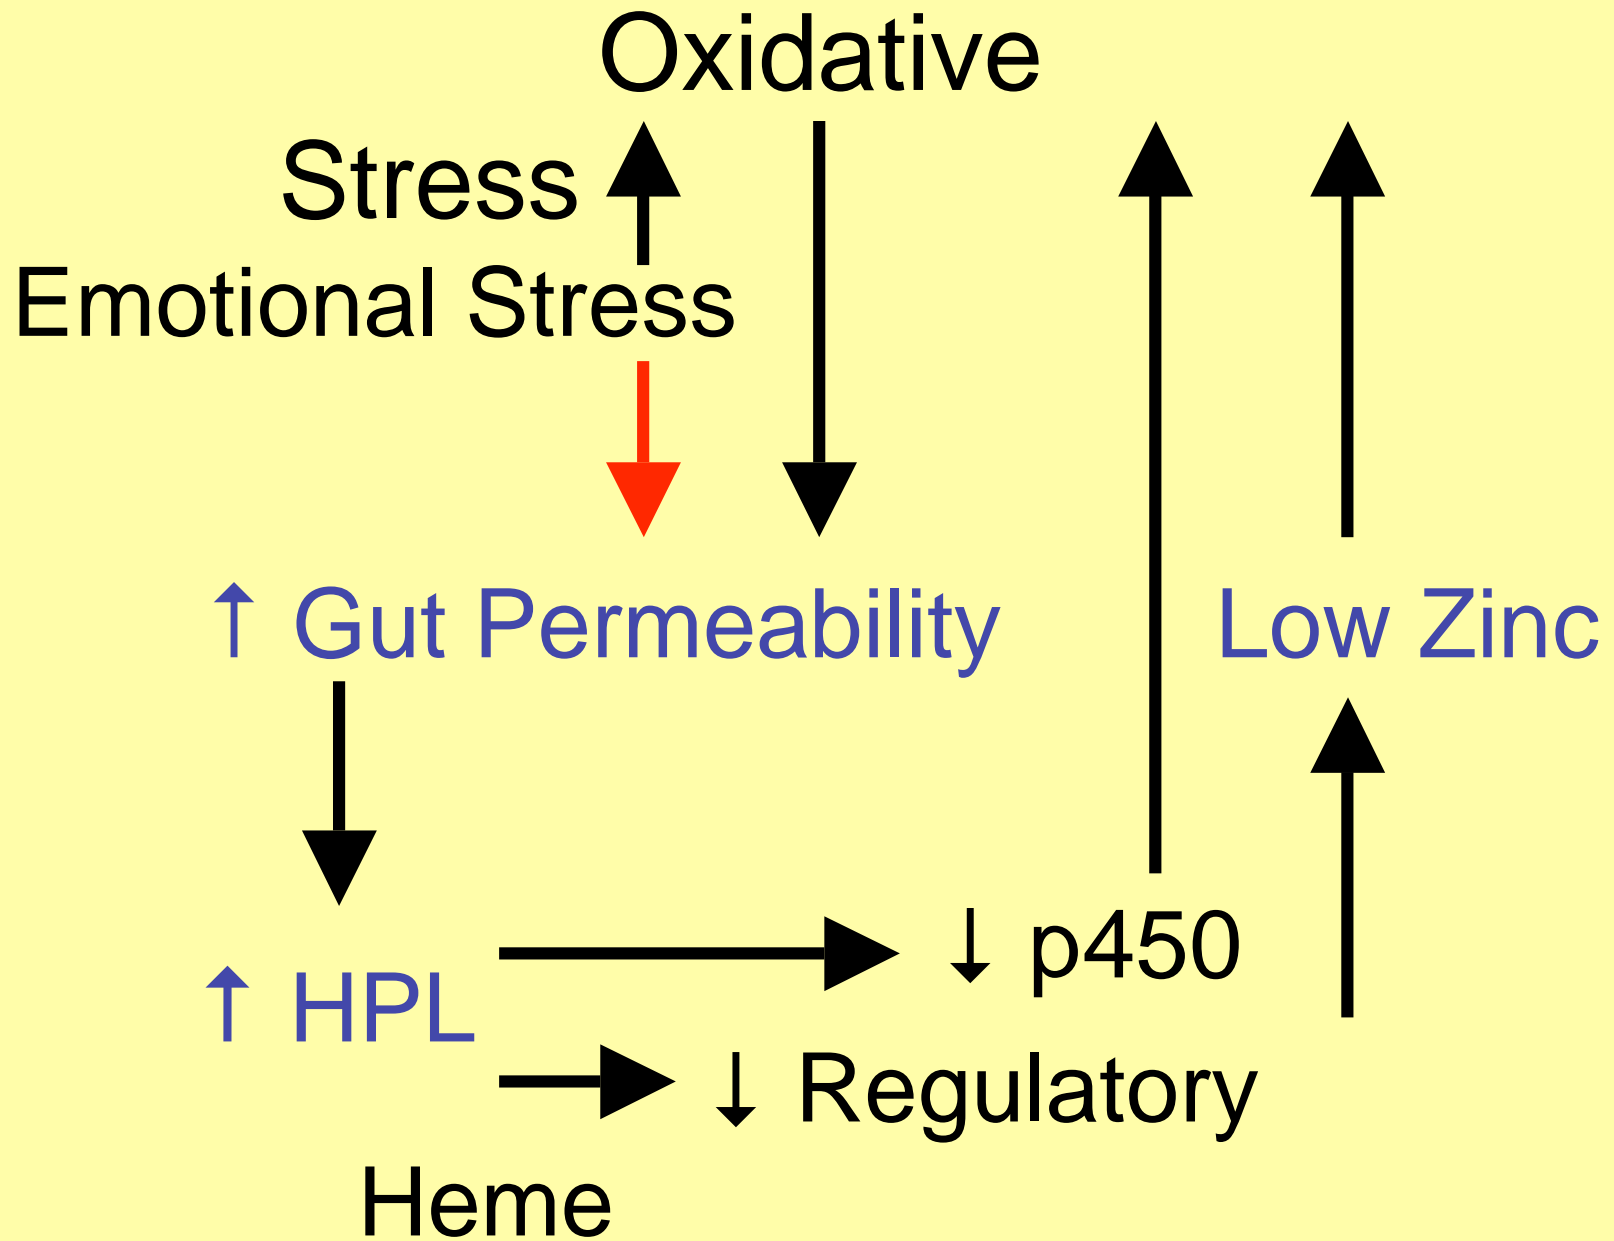 Oxidative
Stress
Emotional Stress
↑ Gut Permeability
Low Zinc
↓ p450
↑ HPL
↓ Regulatory
Heme